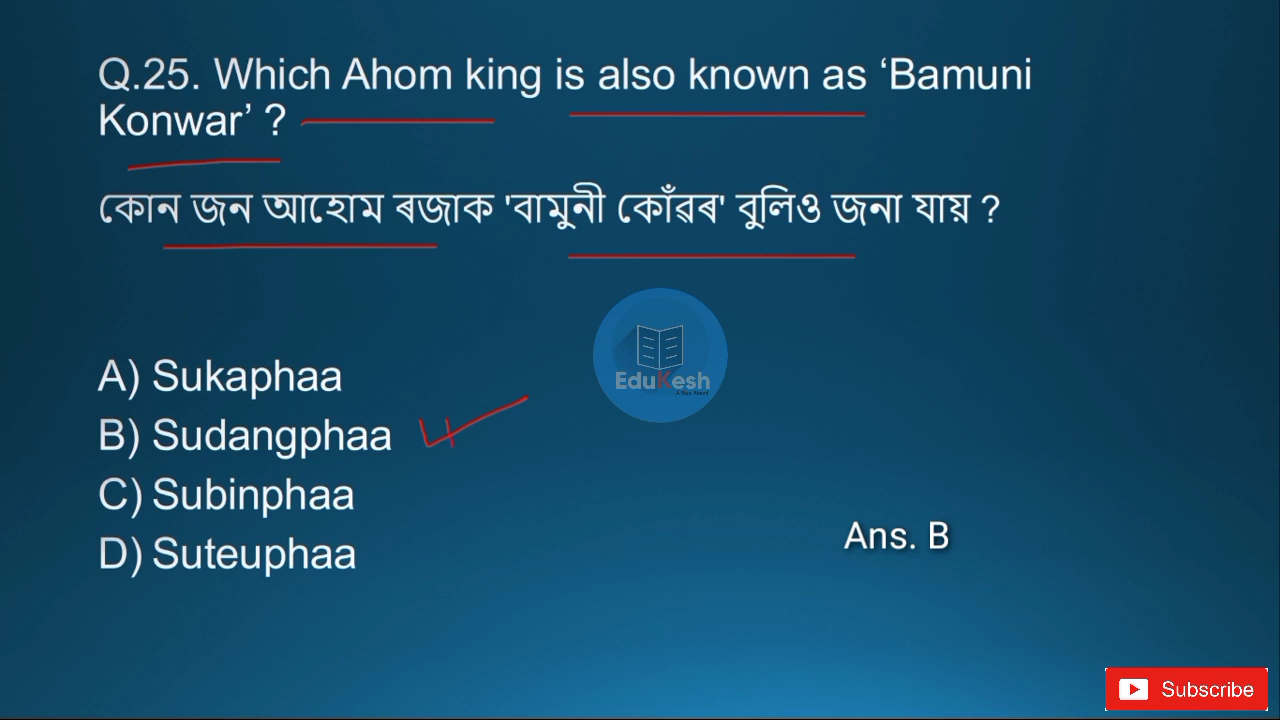 Q.25. Which Ahom king is also known as ‘Bamuni
Konwar’ ?
কোন জন আহোম ৰজাক 'বামুনী কোঁৱৰ' বুলিও জনা যায় ?
EduKesh
A) Sukaphaa
B) Sudangphaa
C) Subinphaa
D) Suteuphaa
Ans. B
Subscribe